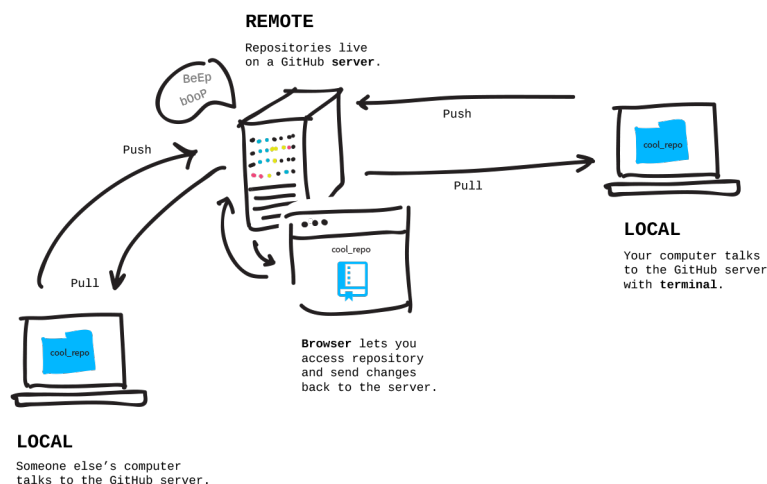 REMOTE
Repositories live
on a GitHub server.
BeEp
bOoP
Push
Pull
cool_repo
LOCAL
Your computer talks
to the GitHub server
with terminal.
Push
Pull
cool_repo
Browser lets you
access repository
and send changes
back to the server.
cool_repo
LOCAL
Someone else’s computer
talks to the GitHub server.